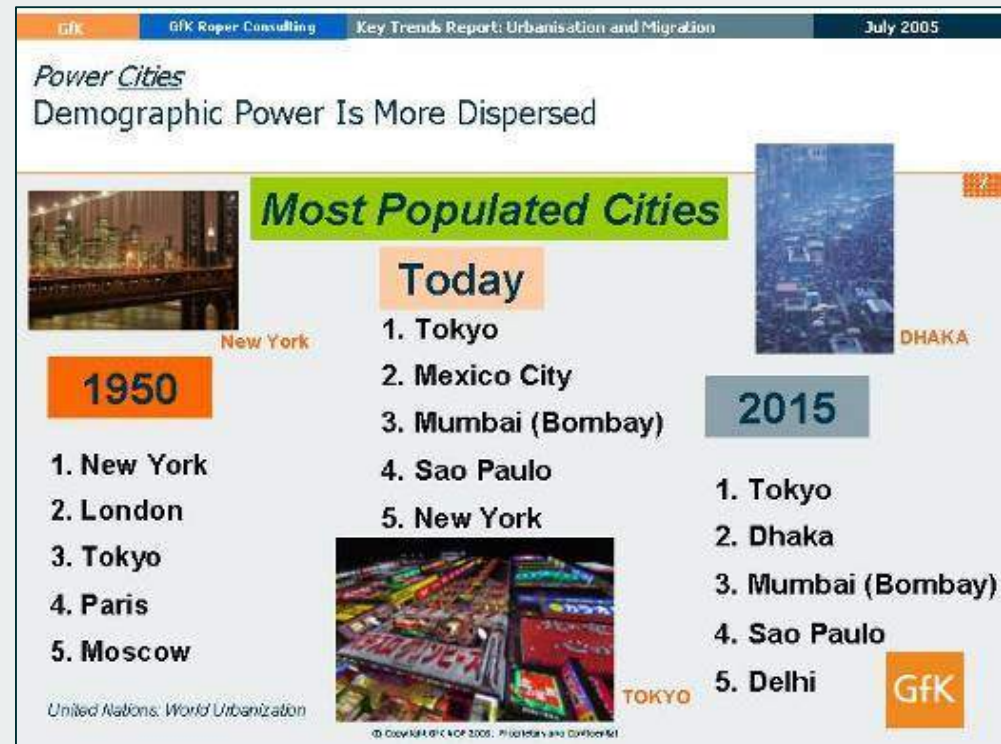 GfK
GfK Roper Consulting
Key Trends Report: Urbanisation and Migration
July 2005
Power Cities
Demographic Power Is More Dispersed
Most Populated Cities
Today
1. Tokyo
2. Mexico City
3. Mumbai (Bombay)
4. Sao Paulo
5. New York
New York
1950
1. New York
2. London
3. Tokyo
4. Paris
5. Moscow
DHAKA
2015
1. Tokyo
2. Dhaka
3. Mumbai (Bombay)
4. Sao Paulo
5. Delhi
TOKYO
GfK
United Nations: World Urbanization
Proprietary and Confidential